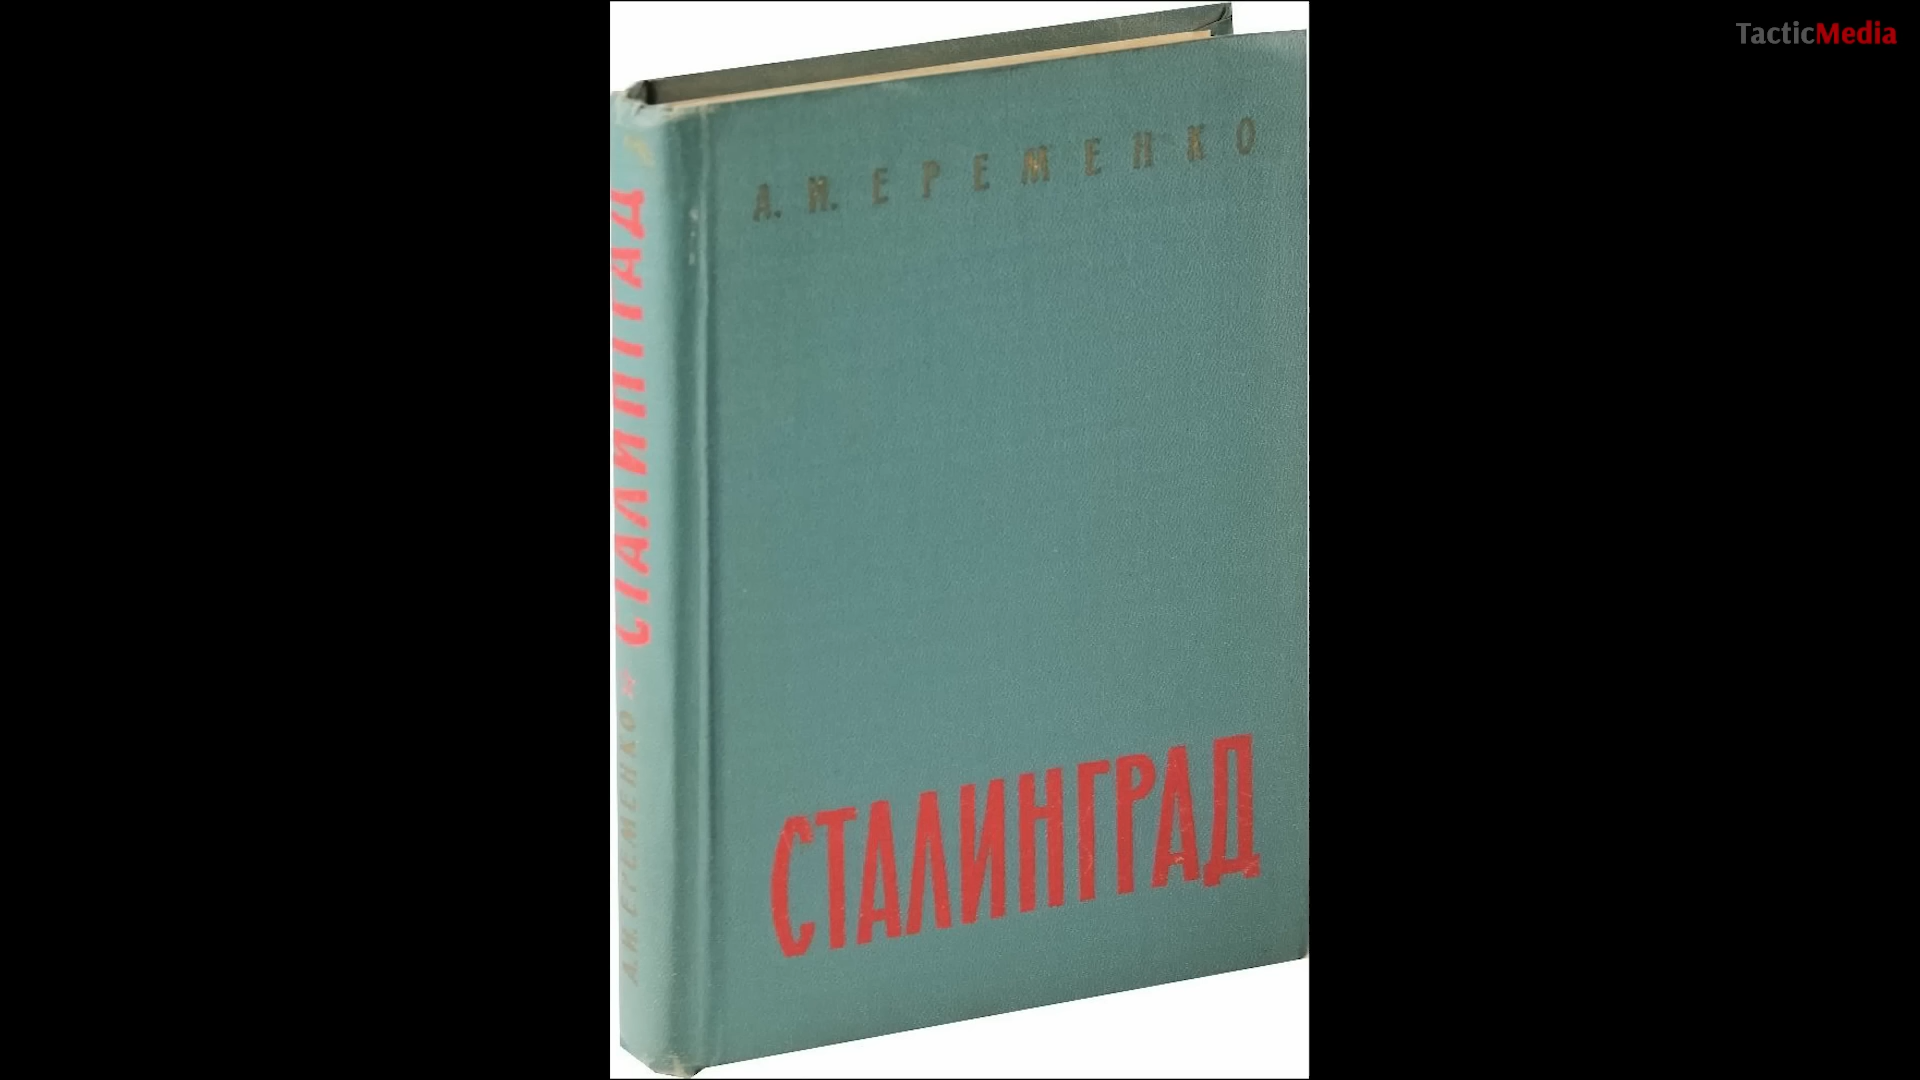 TacticMedia
А. И. ЕРЕМЕНКО
СТАЛИНГРАД
А. И. ЕРЕМЕНКО СТАЛИНГРАД